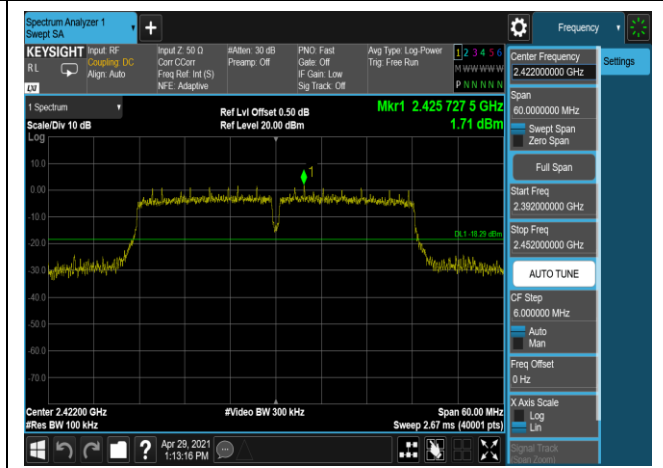 Spectrum Analyzer 1
Swept SA
+
Frequency
KEYSIGHT
RL
LXI
Input: RF
Coupling: DC
Align: Auto
Input Z: 50 Ω
Corr CCorr
Freq Ref: Int (S)
NFE: Adaptive
#Atten: 30 dB
Preamp: Off
PNO: Fast
Gate: Off
IF Gain: Low
Sig Track: Off
Avg Type: Log-Power
Trig: Free Run
1 2 3 4 5 6
M W W W W W
P N N N N N
1 Spectrum
Scale/Div 10 dB
Log
Ref Lvl Offset 0.50 dB
Ref Level 20.00 dBm
Mkr1 2.425 727 5 GHz
1.71 dBm
1
10.0
0.00
-10.0
-20.0
-30.0
-40.0
-50.0
-60.0
-70.0
DL1 -18.29 dBm
Center 2.42200 GHz
#Res BW 100 kHz
#Video BW 300 kHz
Span 60.00 MHz
Sweep 2.67 ms (40001 pts)
Center Frequency
2.422000000 GHz
Settings
Span
60.0000000 MHz
Swept Span
Zero Span
Full Span
Start Freq
2.392000000 GHz
Stop Freq
2.452000000 GHz
AUTO TUNE
CF Step
6.000000 MHz
Auto
Man
Freq Offset
0 Hz
X Axis Scale
Log
Lin
Signal Track
(Span Zoom)
?
Apr 29, 2021
1:13:16 PM